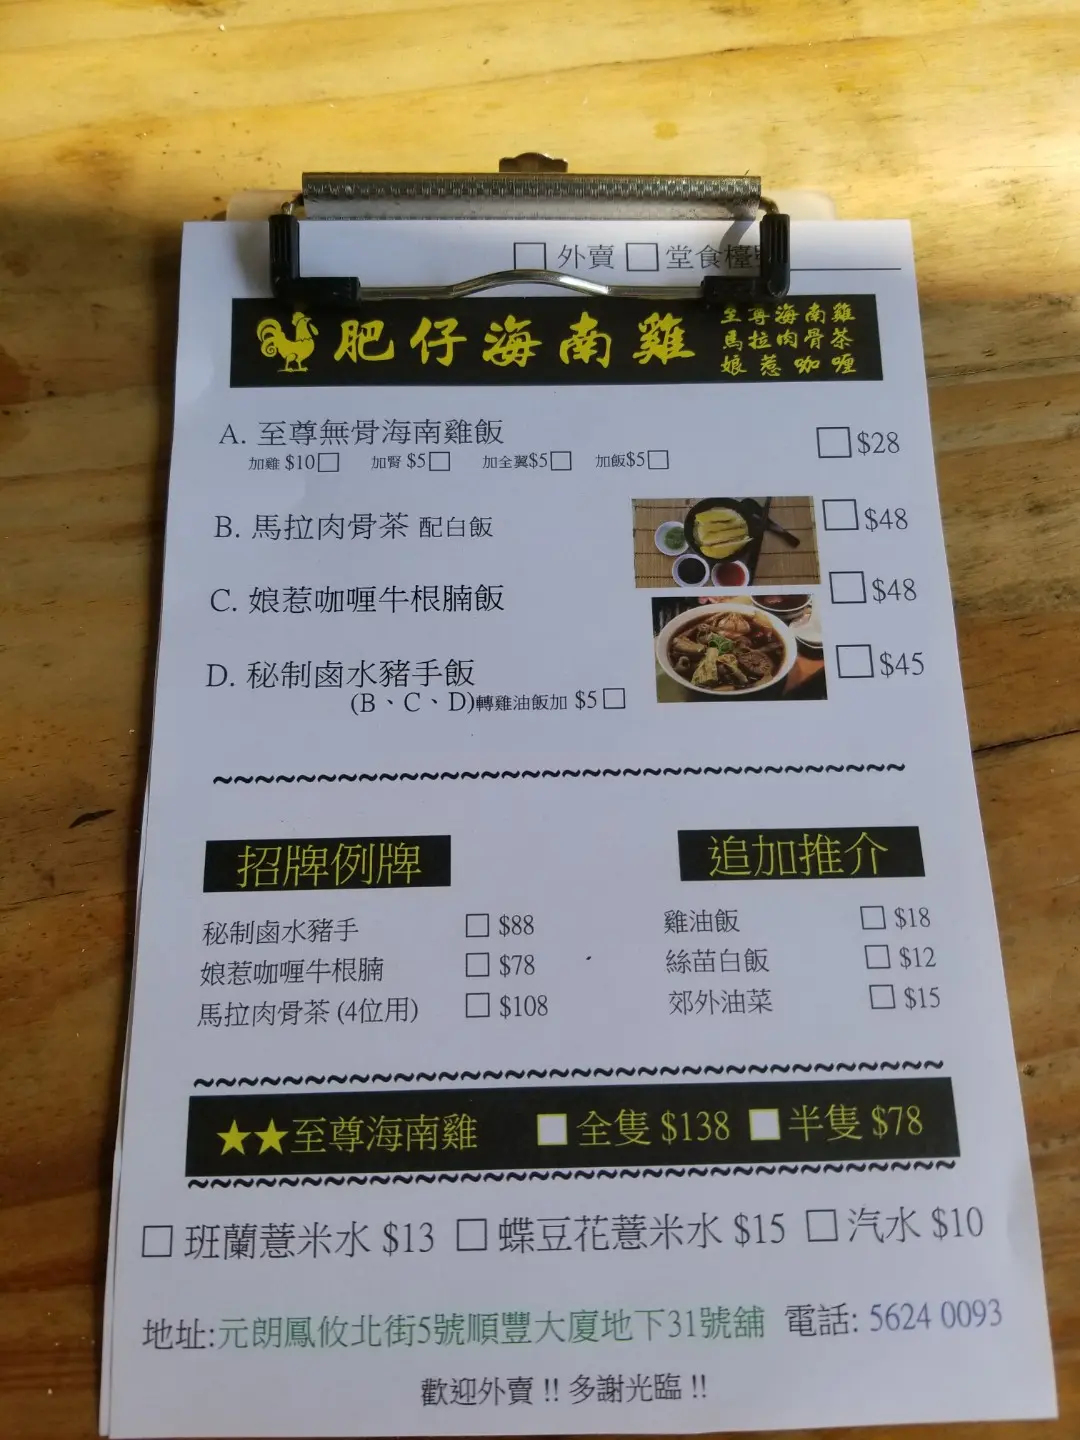 □ 外賣 □ 堂食檯號
肥仔海南雞
至尊海南雞
馬拉肉骨茶
娘惹咖喱
A. 至尊無骨海南雞飯 □ $28
加雞 $10□ 加腎 $5□ 加全翼$5□ 加飯$5□
B. 馬拉肉骨茶 配白飯 □ $48
C. 娘惹咖喱牛根腩飯 □ $48
D. 秘制鹵水豬手飯 □ $45
(B、C、D)轉雞油飯加 $5□
~~~~~~~~~~~~~~~~~~~~~~~~~~~~~~~~~
招牌例牌 追加推介
秘制鹵水豬手 □ $88 雞油飯 □ $18
娘惹咖喱牛根腩 □ $78 絲苗白飯 □ $12
馬拉肉骨茶 (4位用) □ $108 郊外油菜 □ $15
~~~~~~~~~~~~~~~~~~~~~~~~~~~~~~~~~
★★至尊海南雞 □ 全隻 $138 □ 半隻 $78
~~~~~~~~~~~~~~~~~~~~~~~~~~~~~~~~~
□ 班蘭薏米水 $13 □ 蝶豆花薏米水 $15 □ 汽水 $10
地址:元朗鳳攸北街5號順豐大廈地下31號舖 電話: 5624 0093
歡迎外賣 !! 多謝光臨 !!